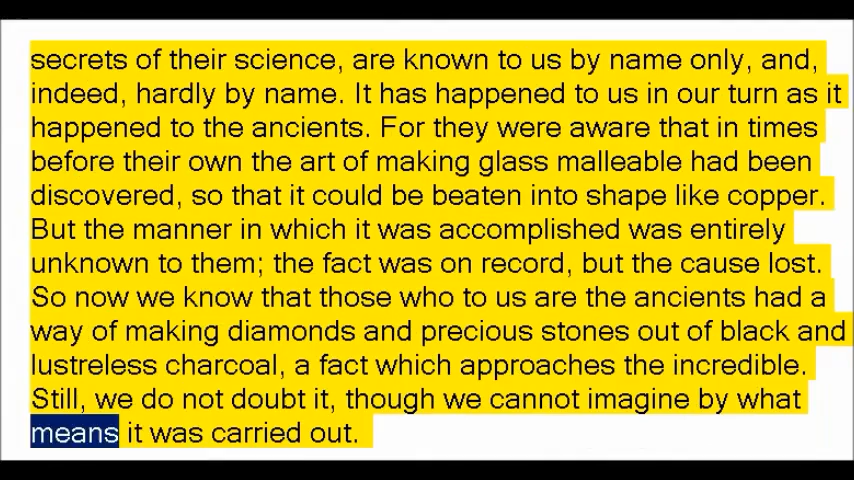 secrets of their science, are known to us by name only, and,
indeed, hardly by name. It has happened to us in our turn as it
happened to the ancients. For they were aware that in times
before their own the art of making glass malleable had been
discovered, so that it could be beaten into shape like copper.
But the manner in which it was accomplished was entirely
unknown to them; the fact was on record, but the cause lost.
So now we know that those who to us are the ancients had a
way of making diamonds and precious stones out of black and
lustreless charcoal, a fact which approaches the incredible.
Still, we do not doubt it, though we cannot imagine by what
means it was carried out.